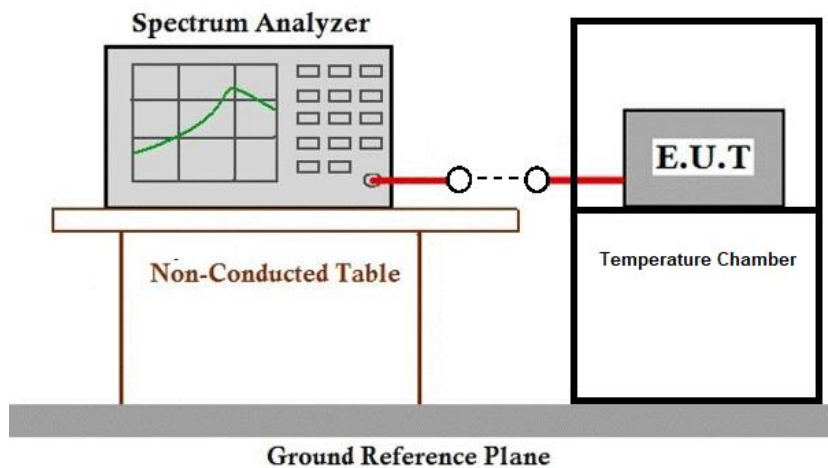 Spectrum Analyzer
E.U.T
Temperature Chamber
Non-Conducted Table
Ground Reference Plane